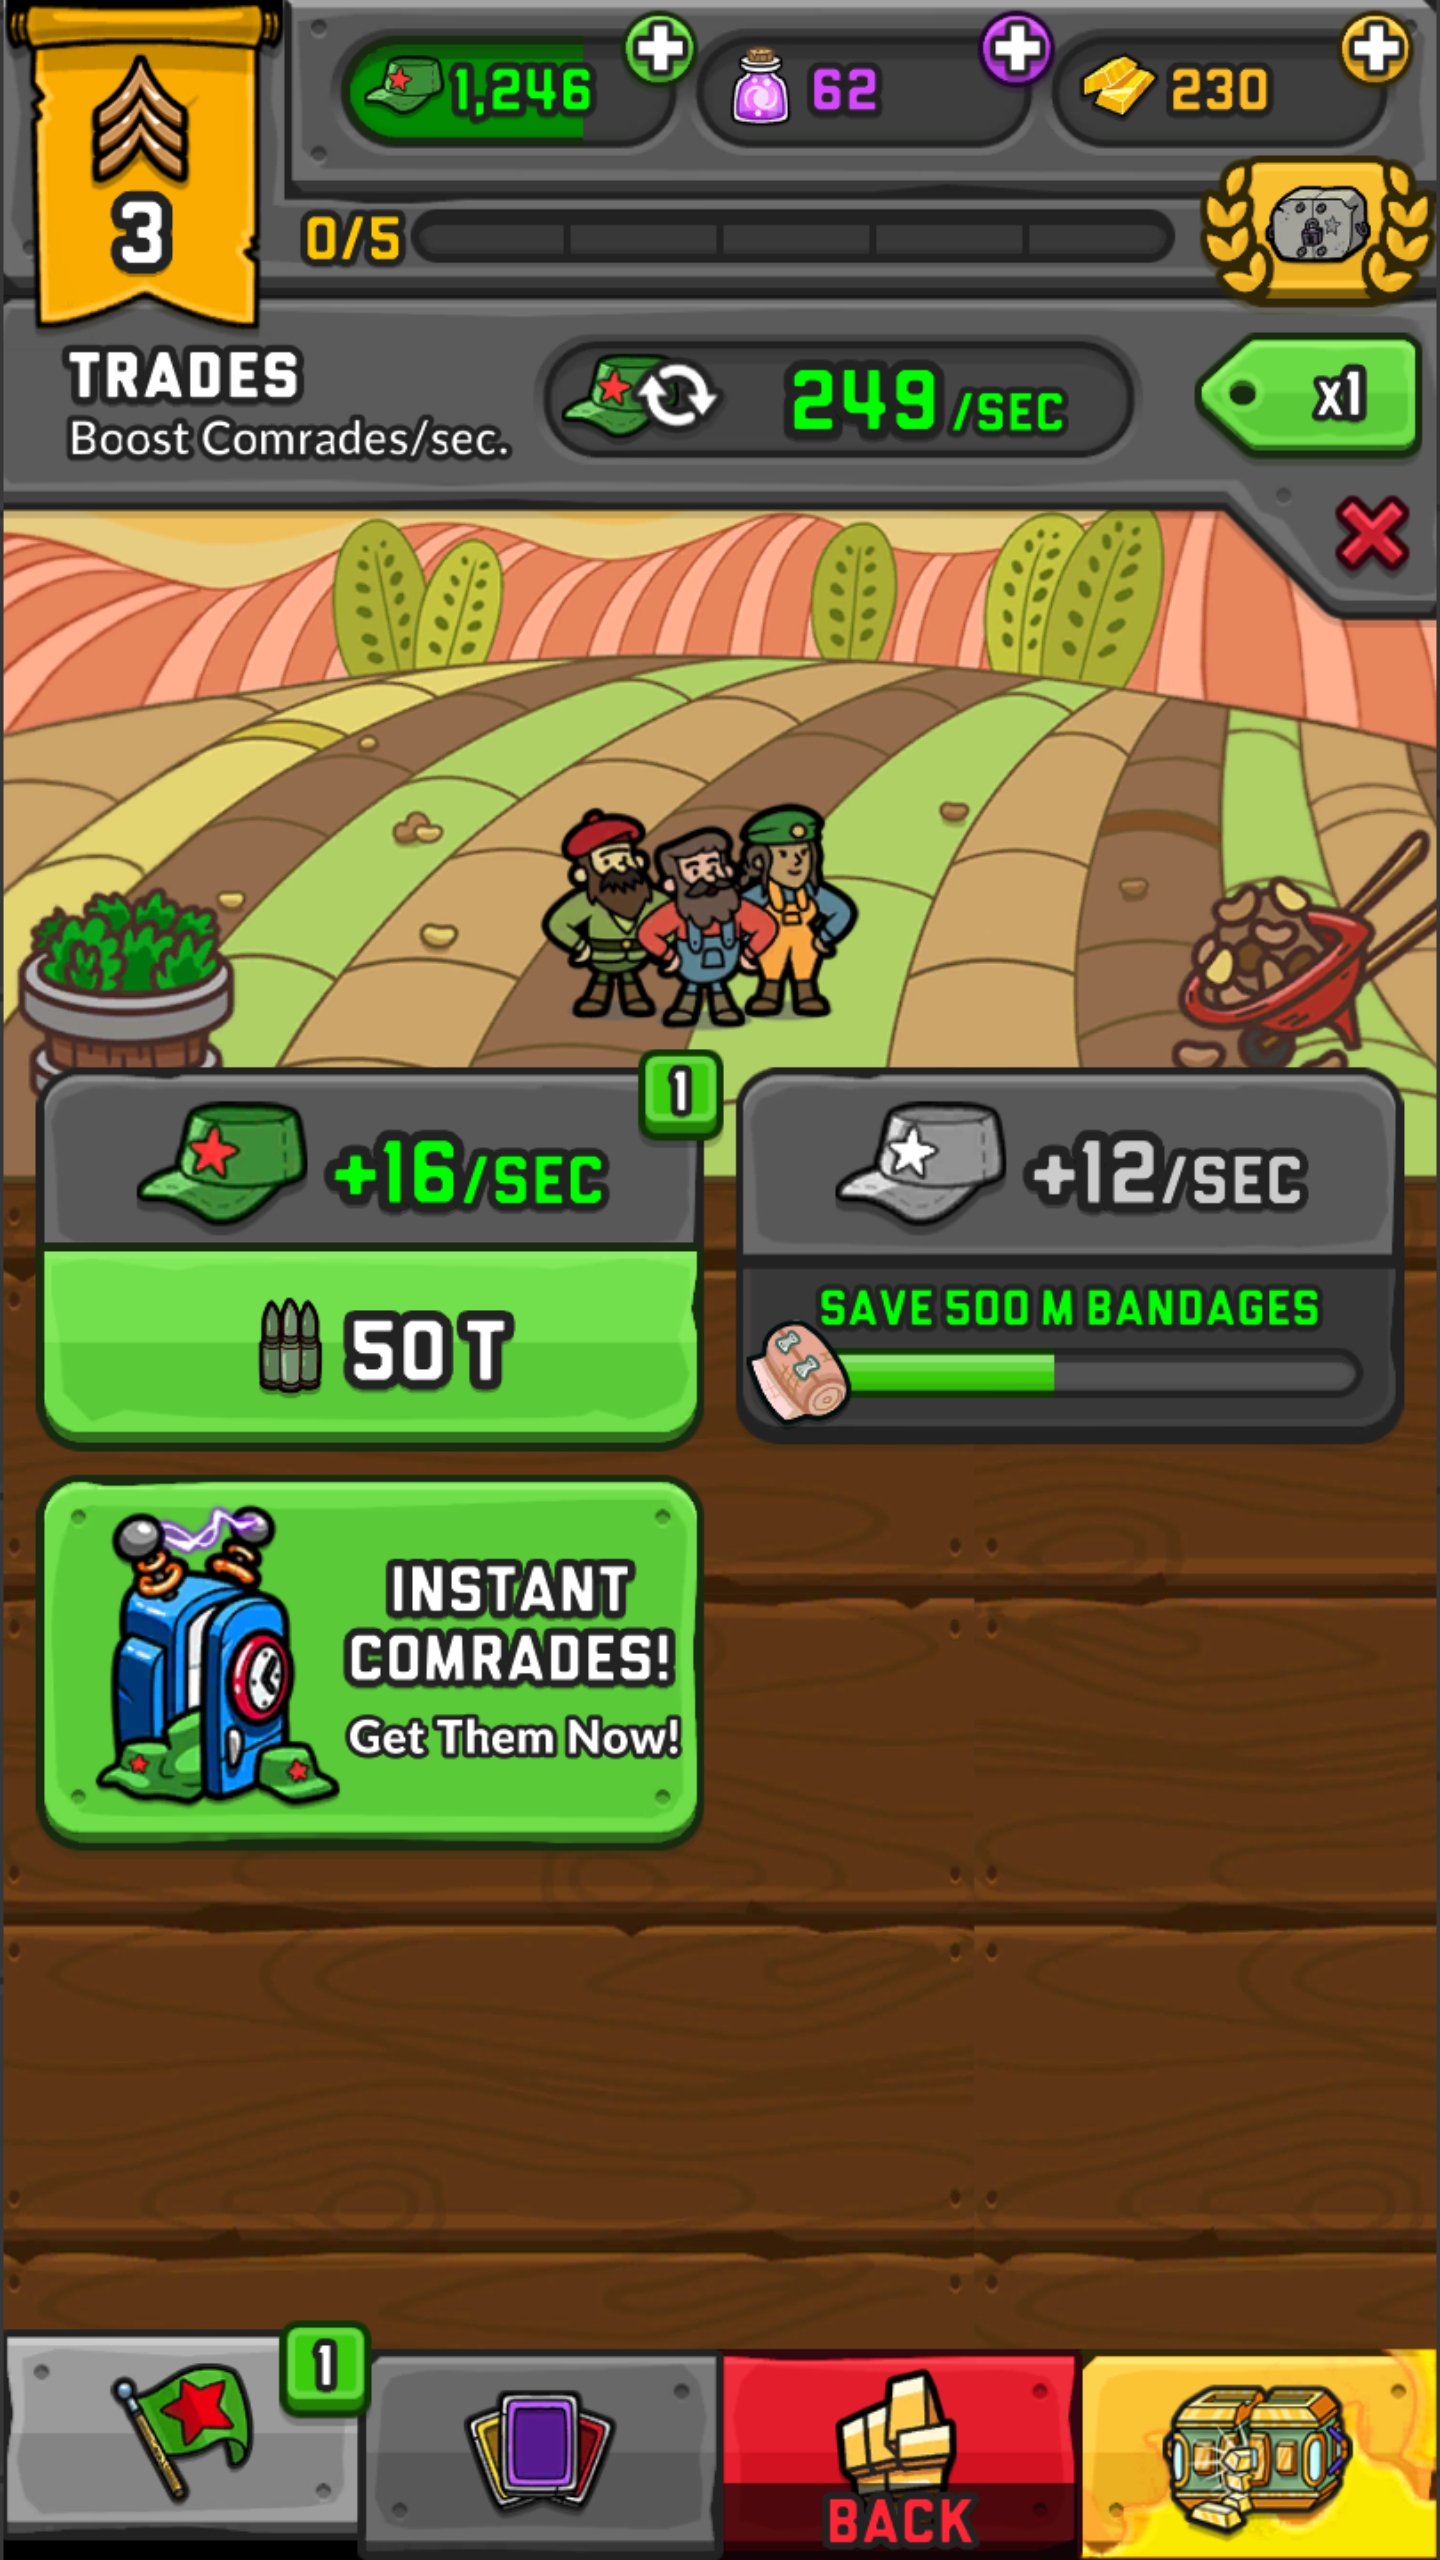 1,246
62
230
3
0/5
TRADES
Boost Comrades/sec.
249 /SEC
x1
1
+16/SEC
50 T
+12/SEC
SAVE 500 M BANDAGES
INSTANT
COMRADES!
Get Them Now!
1
BACK